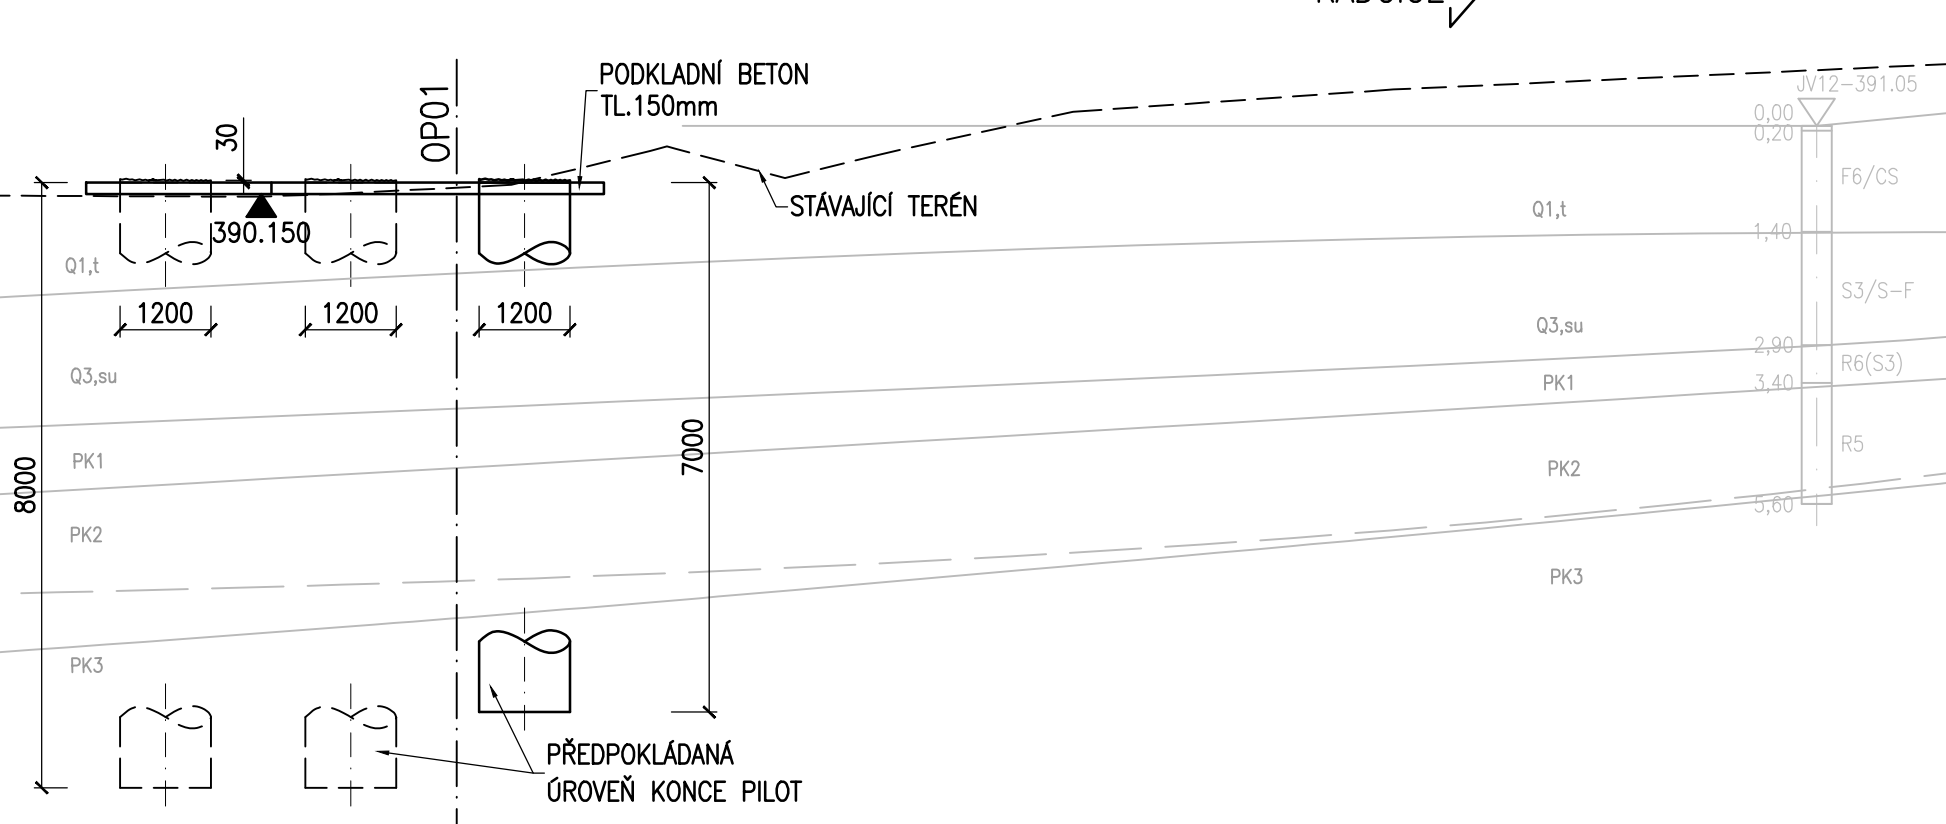 PODKLADNÍ BETON
TL.150mm
OP01
30
JV12-391.05
0,00
0,20
F6/CS
STÁVAJÍCÍ TERÉN
Q1,t
390.150
1,40
Q1,t
S3/S-F
1200
1200
1200
Q3,su
2,90
R6(S3)
Q3,su
PK1
3,40
7000
R5
PK1
PK2
8000
5,60
PK2
PK3
PK3
PŘEDPOKLÁDANÁ
ÚROVEŇ KONCE PILOT